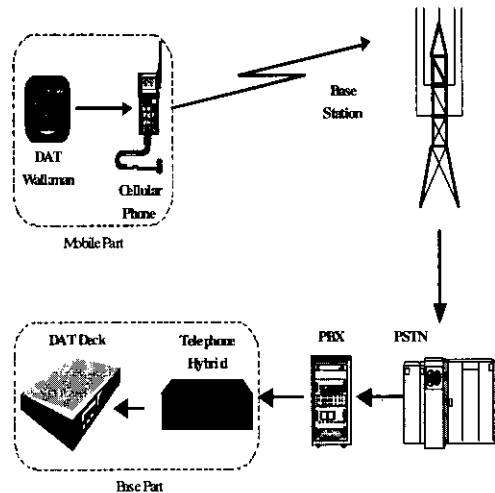 Base
Station
DAT
Walkman
Cellular
Phone
Mobile Part
DAT Deck
Telephone
Hybrid
PBX
PSTN
Base Part